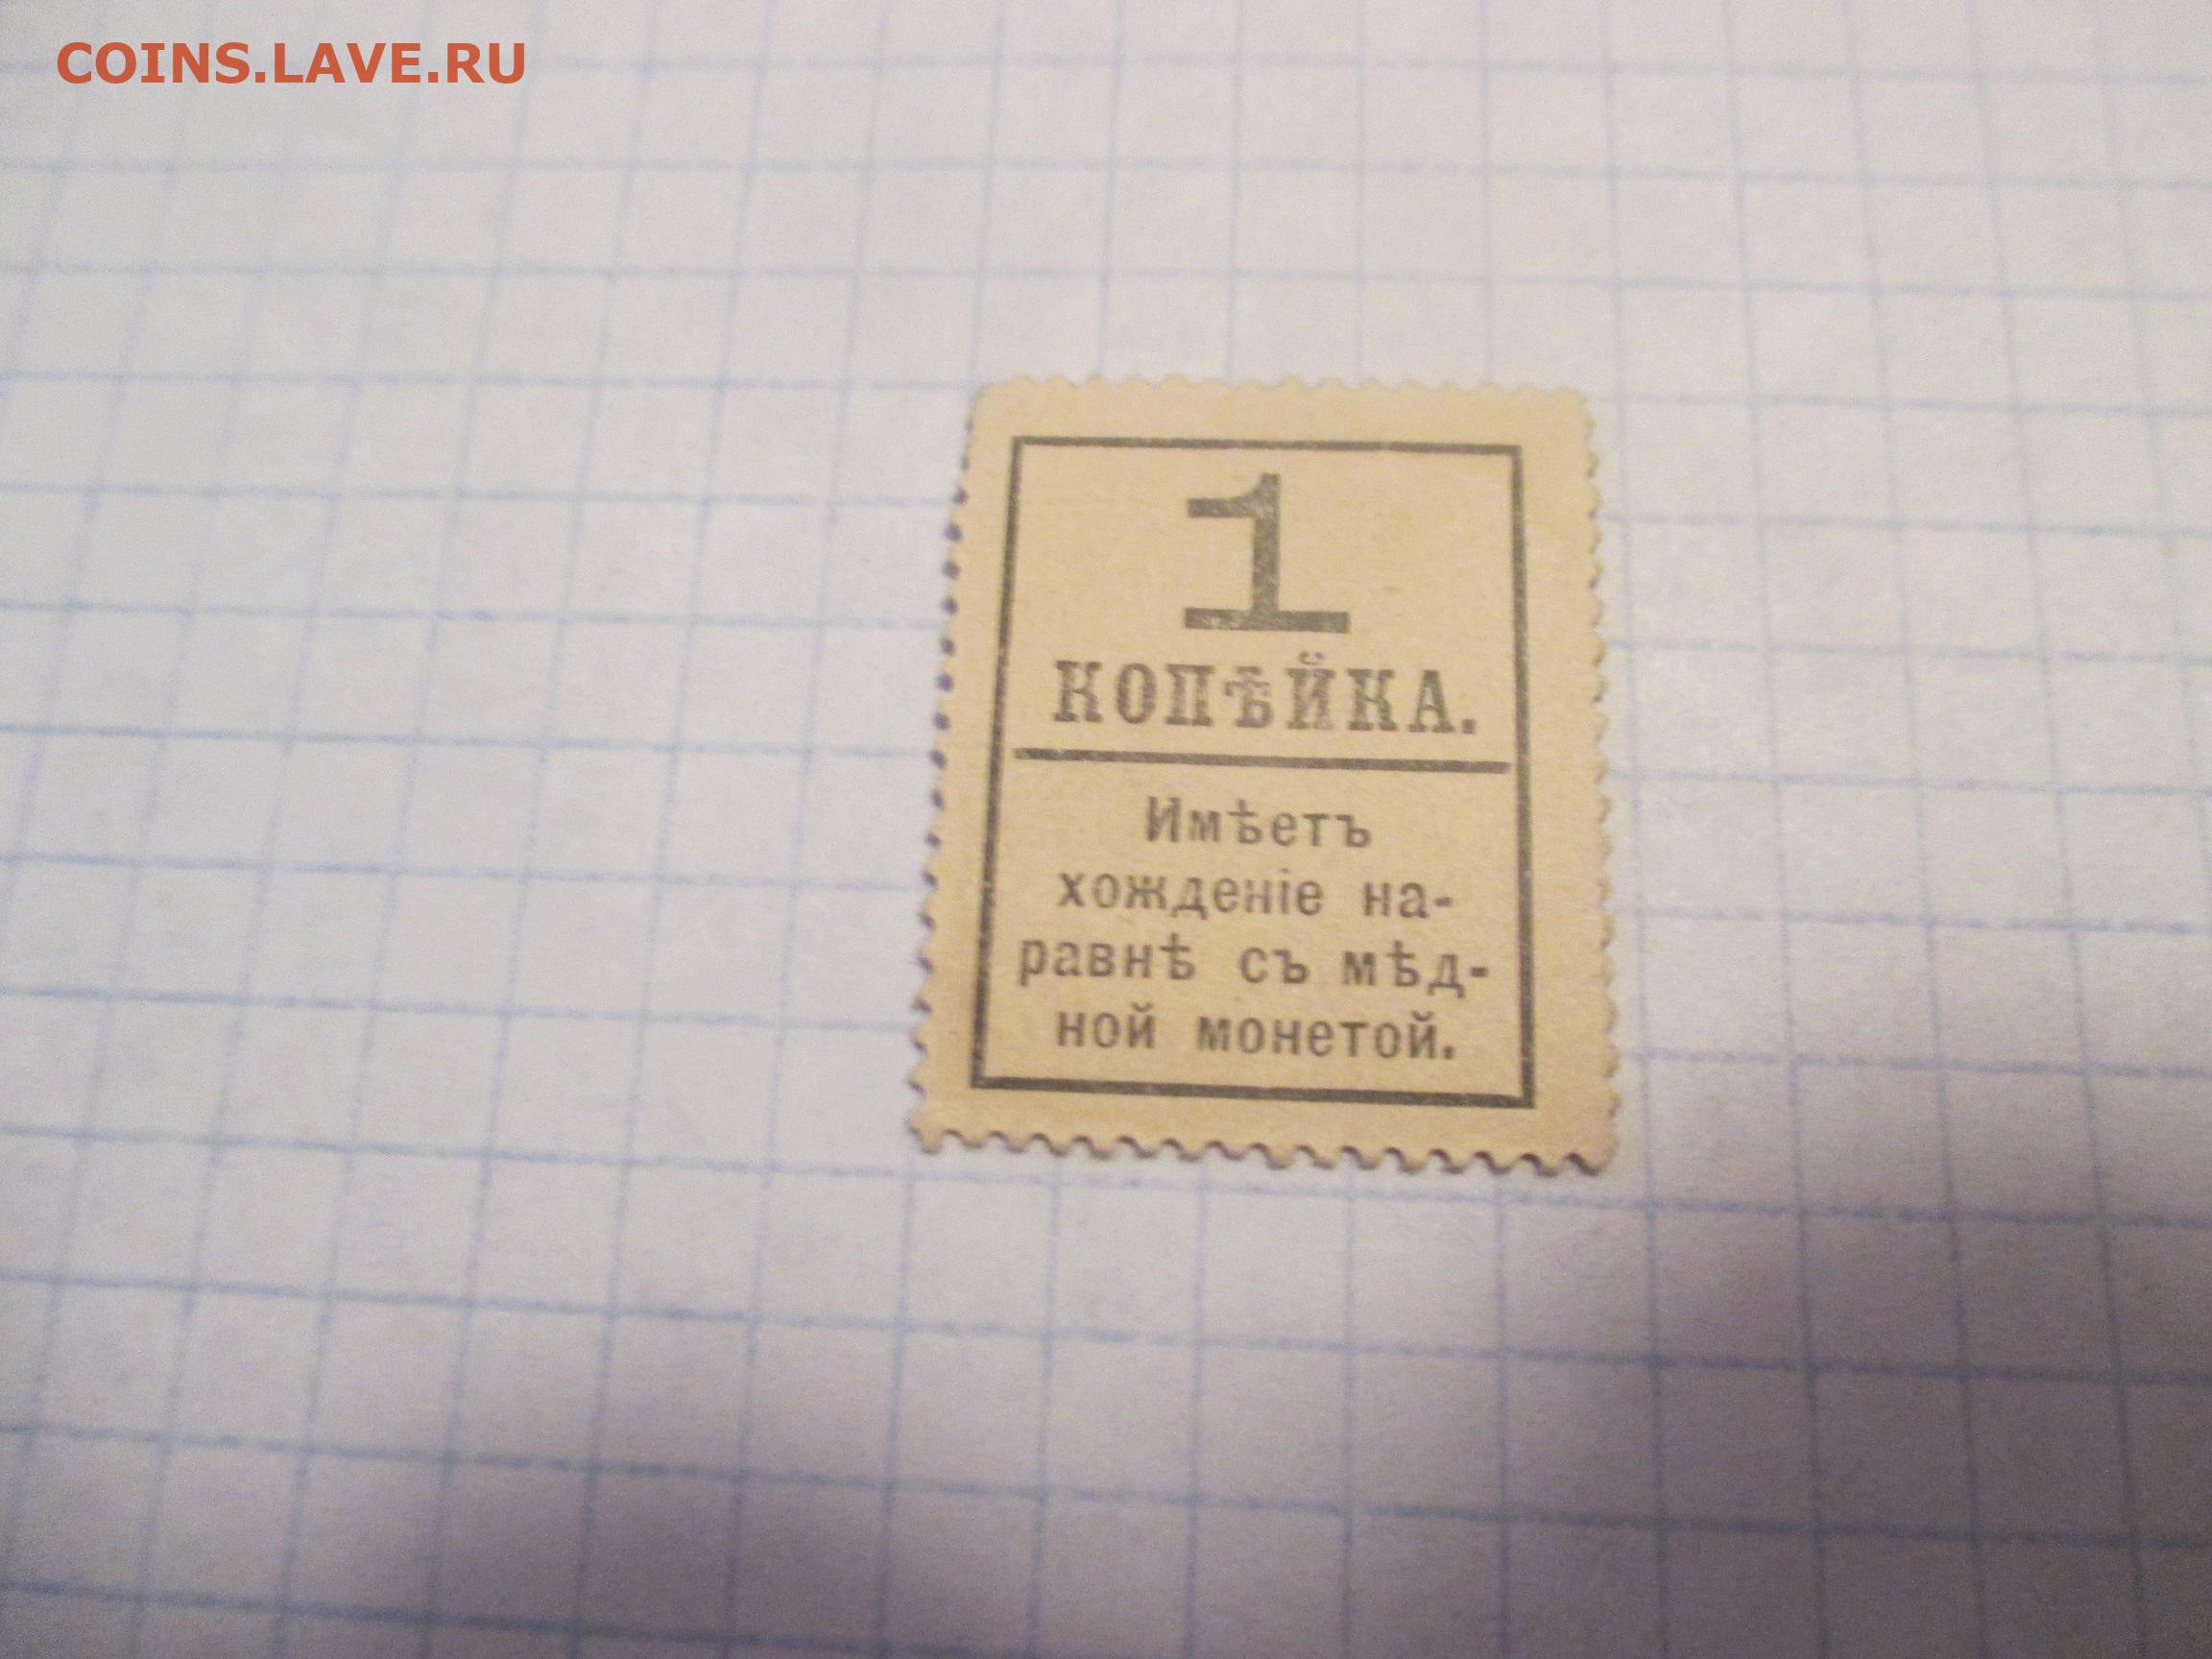 COINS.LAVE.RU
1
КОПѢЙКА.
Имѣетъ
хожденіе на-
равнѣ съ мѣд-
ной монетой.